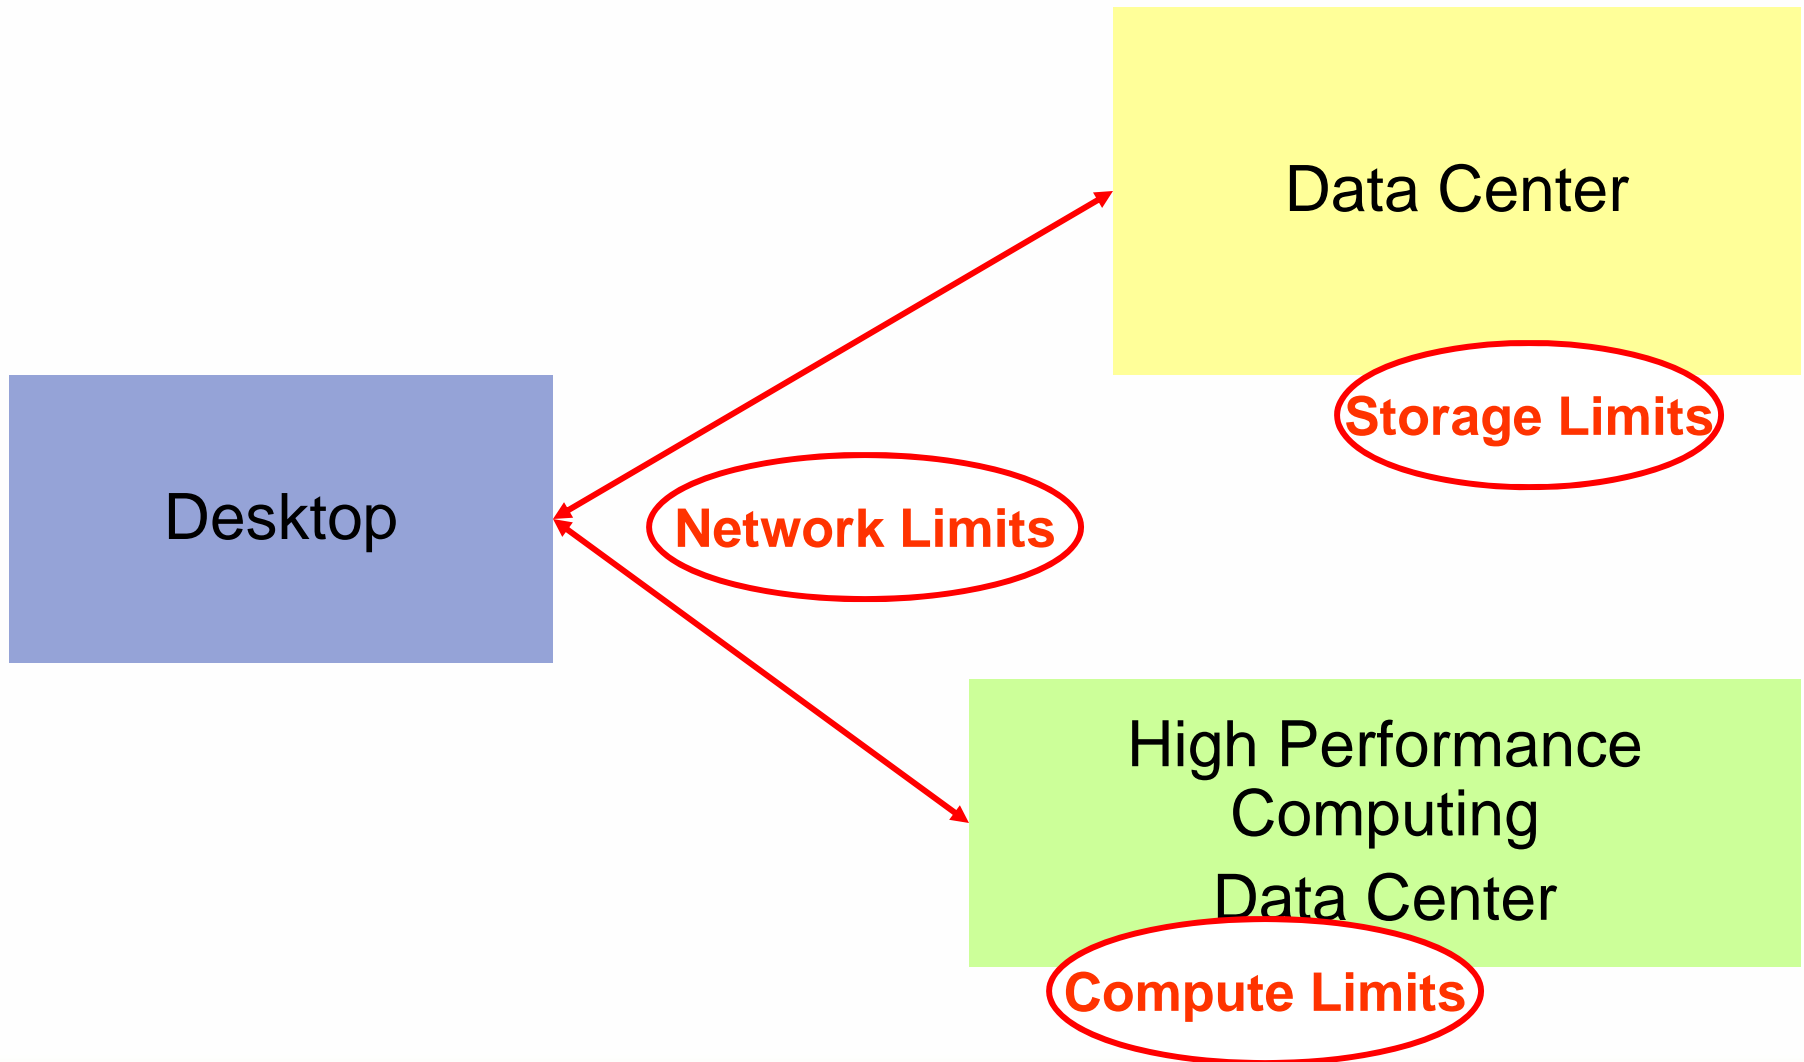 Data Center
Storage Limits
Desktop
Network Limits
High Performance
Computing
Data Center
Compute Limits